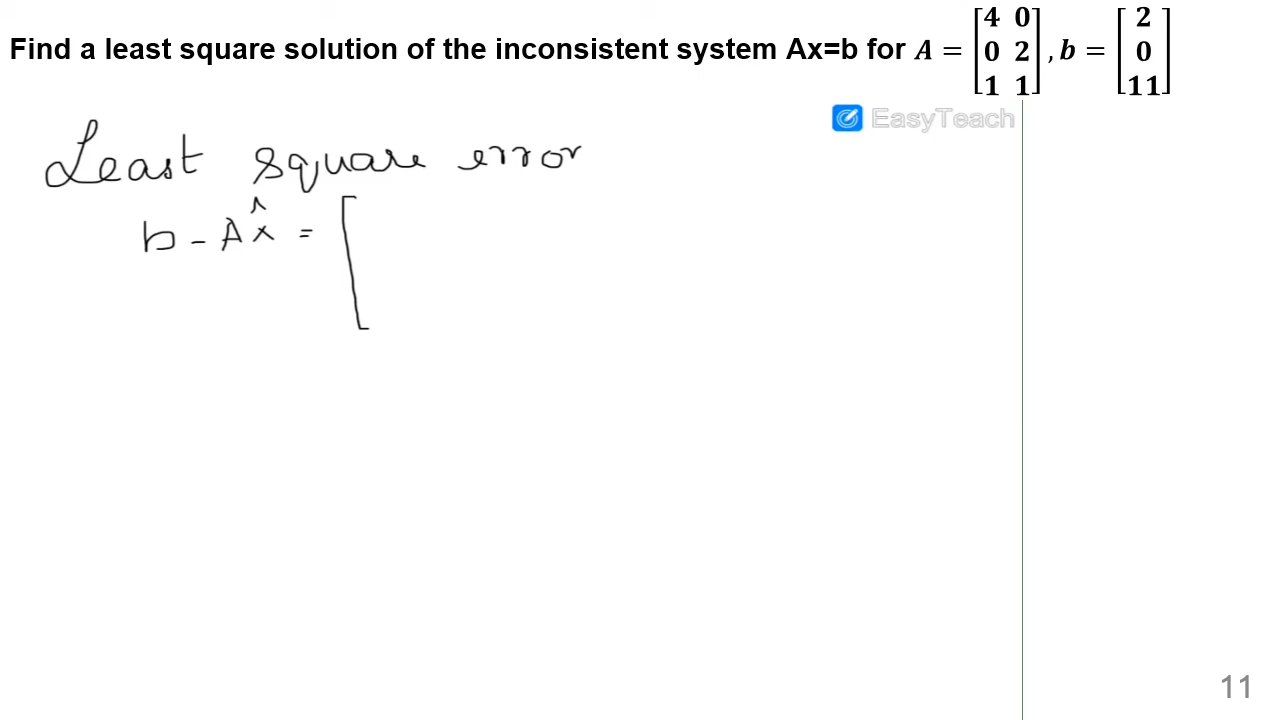 Find a least square solution of the inconsistent system Ax=b for A = [4 0; 0 2; 1 1], b = [2; 0; 11]
EasyTeach
Least square error
b - Ax̂ = [
11